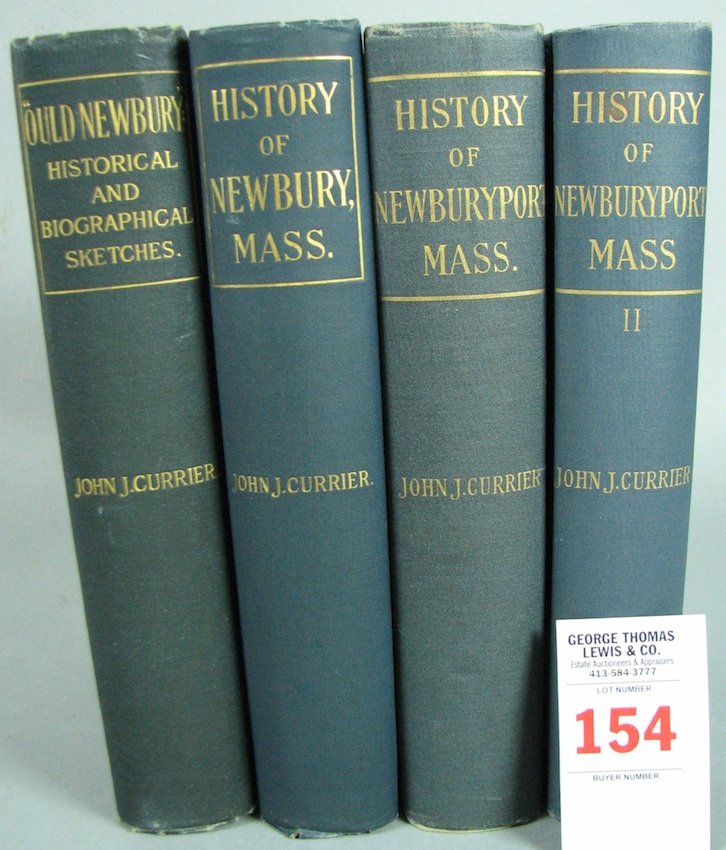 "OULD NEWBURY":
HISTORICAL
AND
BIOGRAPHICAL
SKETCHES.
JOHN J. CURRIER.
HISTORY
OF
NEWBURY,
MASS.
JOHN J. CURRIER.
HISTORY
OF
NEWBURYPORT
MASS.
JOHN J. CURRIER
HISTORY
OF
NEWBURYPORT
MASS
II
JOHN J. CURRIER
GEORGE THOMAS
LEWIS & CO.
Estate Auctioneers & Appraisers
413-584-3777
LOT NUMBER
154
BUYER NUMBER